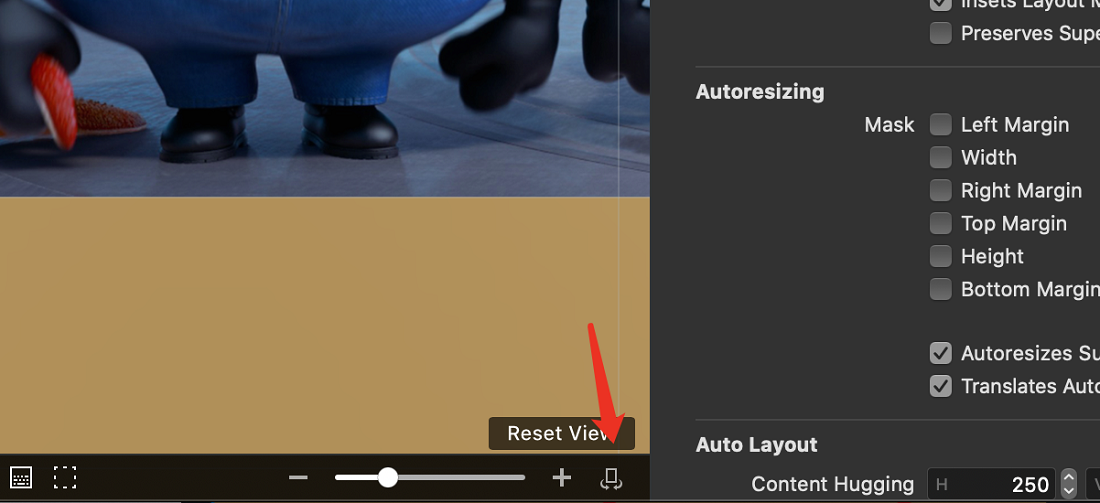 Insets Layout M
Preserves Supe
Autoresizing
Mask
Left Margin
Width
Right Margin
Top Margin
Height
Bottom Margin
Autoresizes Su
Translates Auto
Reset View
Auto Layout
Content Hugging
H
250
V